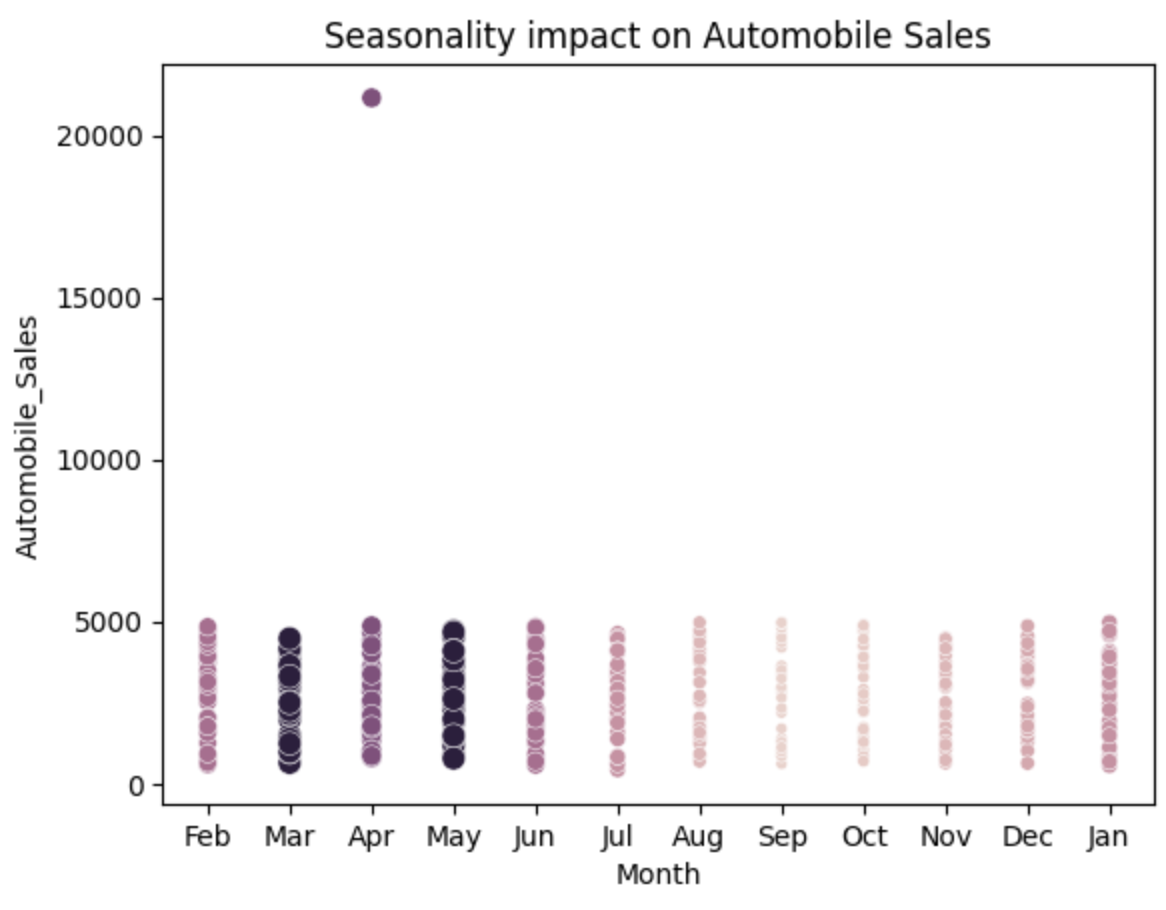 Seasonality impact on Automobile Sales
20000
15000
10000
5000
0
Automobile_Sales
Feb Mar Apr May Jun Jul Aug Sep Oct Nov Dec Jan
Month